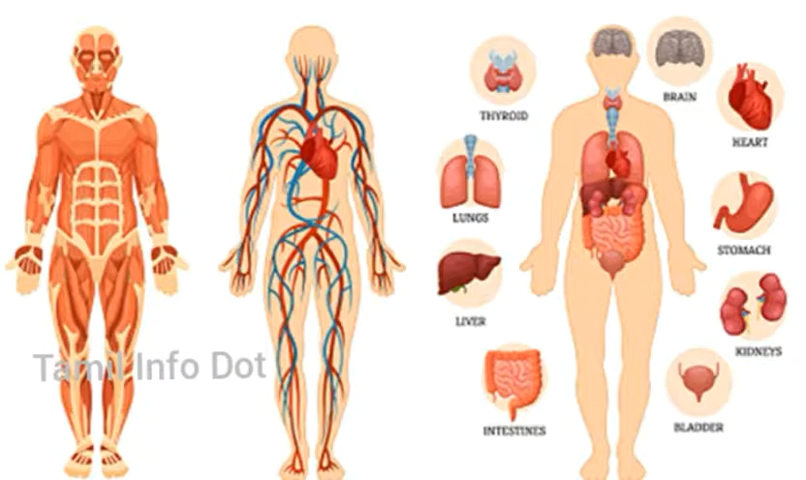 THYROID
BRAIN
HEART
LUNGS
STOMACH
LIVER
KIDNEYS
INTESTINES
BLADDER
Tamil Info Dot